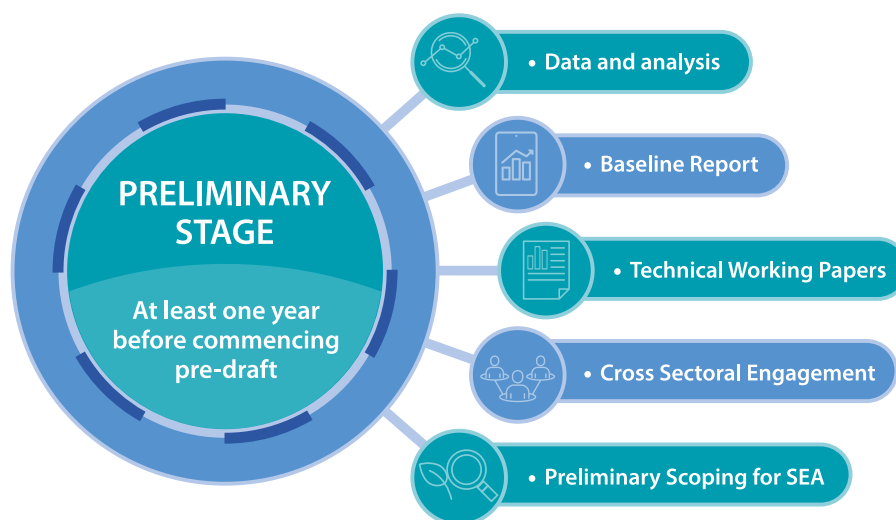 PRELIMINARY
STAGE
At least one year
before commencing
pre-draft
• Data and analysis
• Baseline Report
• Technical Working Papers
• Cross Sectoral Engagement
• Preliminary Scoping for SEA